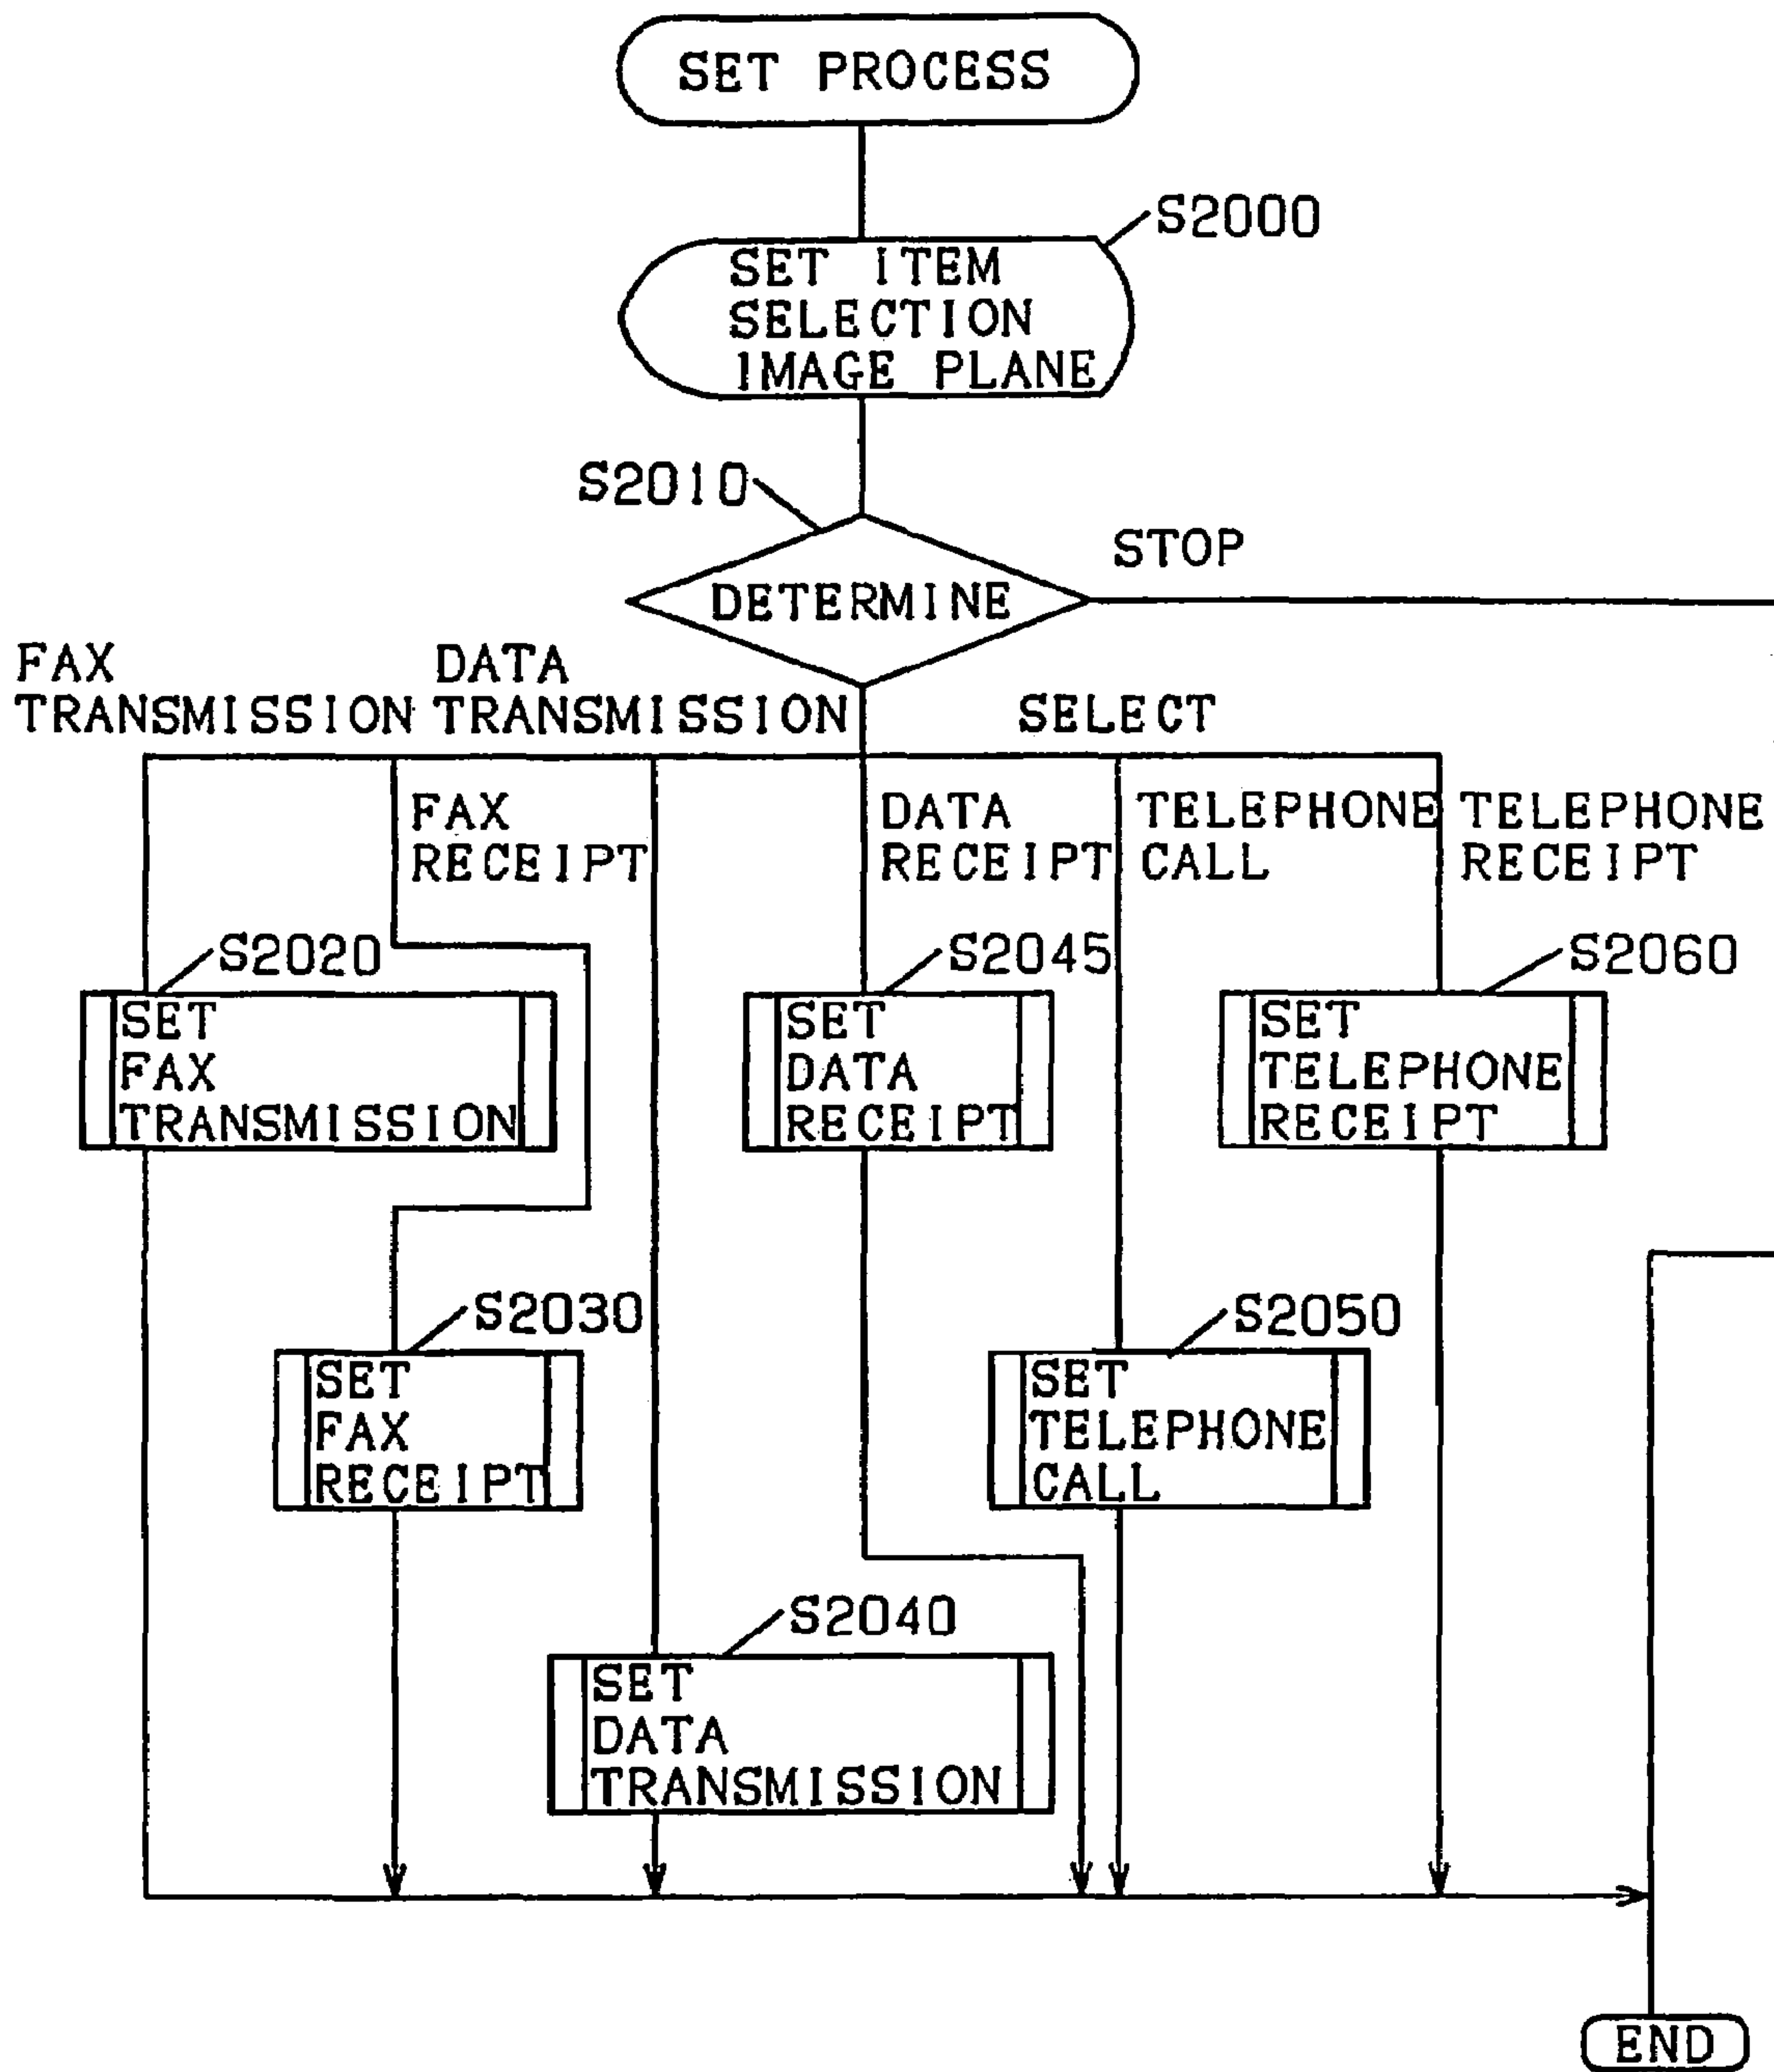 SET PROCESS
S2000
SET ITEM
SELECTION
IMAGE PLANE
S2010
STOP
DETERMINE
FAX
TRANSMISSION
DATA
TRANSMISSION
SELECT
FAX
RECEIPT
DATA
RECEIPT
TELEPHONE
CALL
TELEPHONE
RECEIPT
S2020
SET
FAX
TRANSMISSION
S2045
SET
DATA
RECEIPT
S2060
SET
TELEPHONE
RECEIPT
S2030
SET
FAX
RECEIPT
S2050
SET
TELEPHONE
CALL
S2040
SET
DATA
TRANSMISSION
END